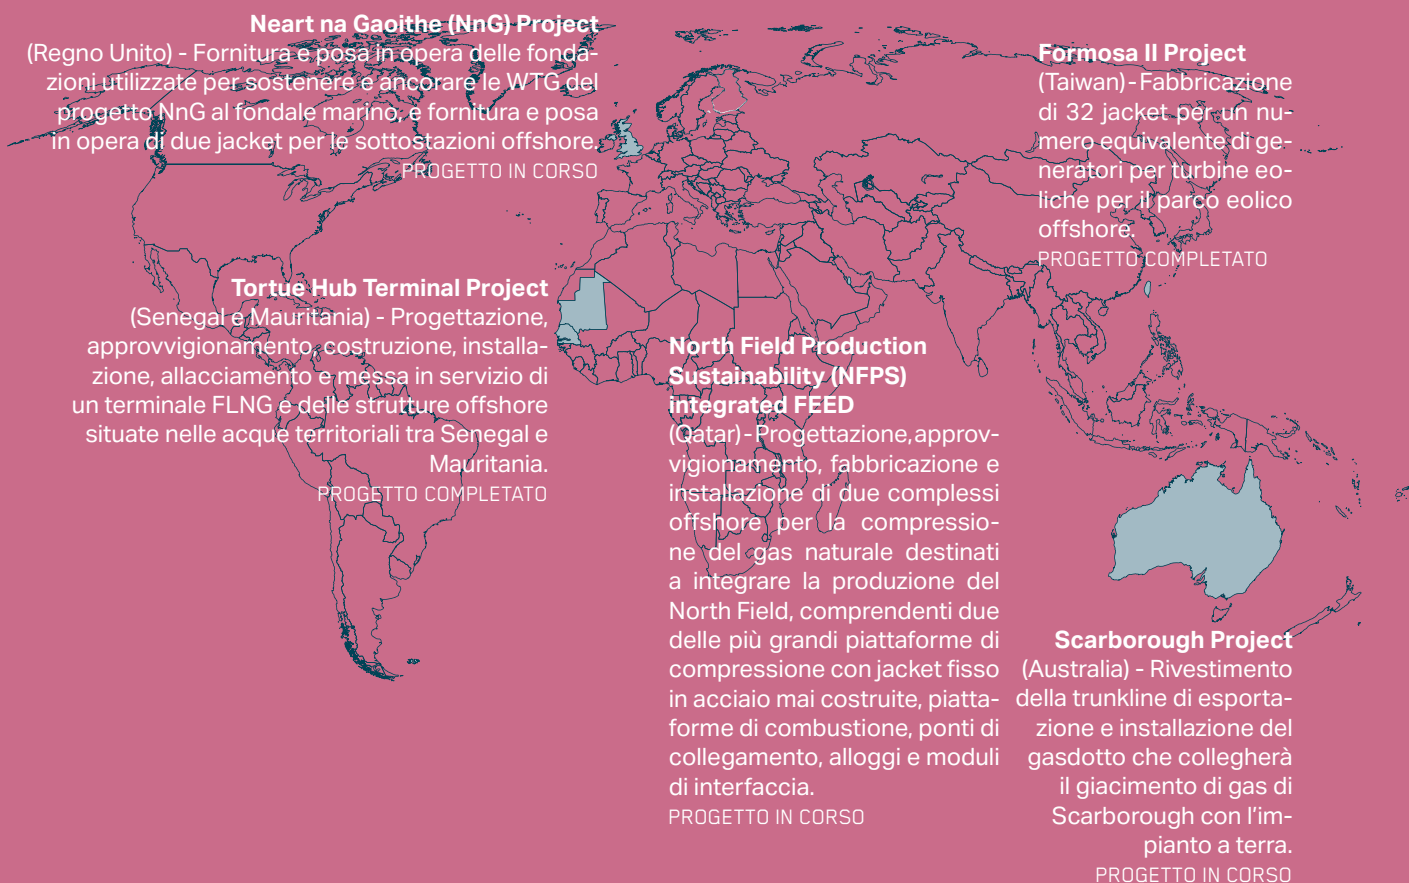 Neart na Gaoithe (NnG) Project
(Regno Unito) - Fornitura e posa in opera delle fonda-
zioni utilizzate per sostenere e ancorare le WTG del
progetto NnG al fondale marino; e fornitura e posa
in opera di due jacket per le sottostazioni offshore.
PROGETTO IN CORSO
Formosa II Project
(Taiwan) - Fabbricazione
di 32 jacket per un nu-
mero equivalente di ge-
neratori per turbine eo-
liche per il parco eolico
offshore.
PROGETTO COMPLETATO
Tortue Hub Terminal Project
(Senegal e Mauritania) - Progettazione,
approvvigionamento, costruzione, installa-
zione, allacciamento e messa in servizio di
un terminale FLNG e delle strutture offshore
situate nelle acque territoriali tra Senegal e
Mauritania.
PROGETTO COMPLETATO
North Field Production
Sustainability (NFPS)
integrated FEED
(Qatar) - Progettazione, approv-
vigionamento, fabbricazione e
installazione di due complessi
offshore per la compressio-
ne del gas naturale destinati
a integrare la produzione del
North Field, comprendenti due
delle più grandi piattaforme di
compressione con jacket fisso
in acciaio mai costruite, piatta-
forme di combustione, ponti di
collegamento, alloggi e moduli
di interfaccia.
PROGETTO IN CORSO
Scarborough Project
(Australia) - Rivestimento
della trunkline di esporta-
zione e installazione del
gasdotto che collegherà
il giacimento di gas di
Scarborough con l'im-
pianto a terra.
PROGETTO IN CORSO